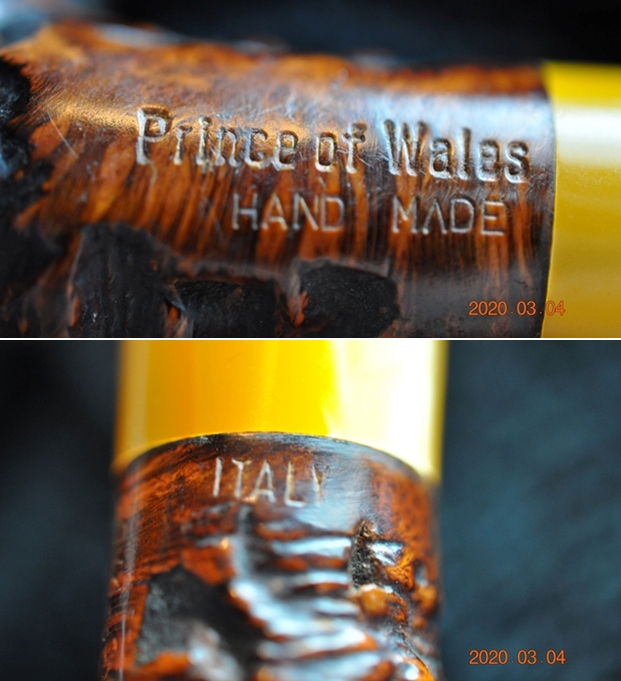 Prince of Wales
HAND MADE
2020.03.04
ITALY
2020.03.04